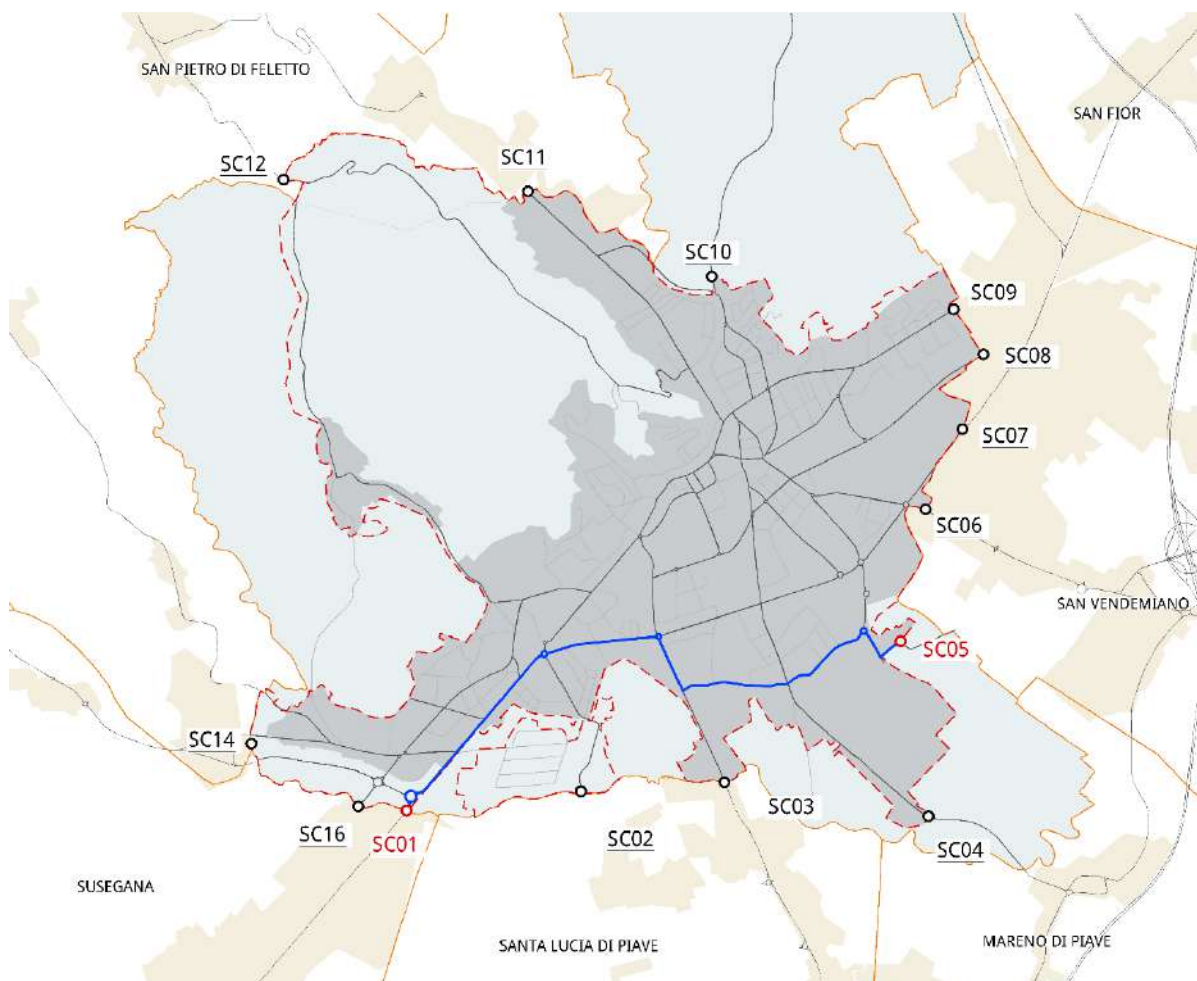 SAN PIETRO DI FELETTO
SAN FIOR
SC11
SC12
SC10
SC09
SC08
SC07
SC06
SAN VENDEMIANO
SC05
SC14
SC03
SC16
SC01
SC02
SC04
SUSEGANA
SANTA LUCIA DI PIAVE
MARENO DI PIAVE